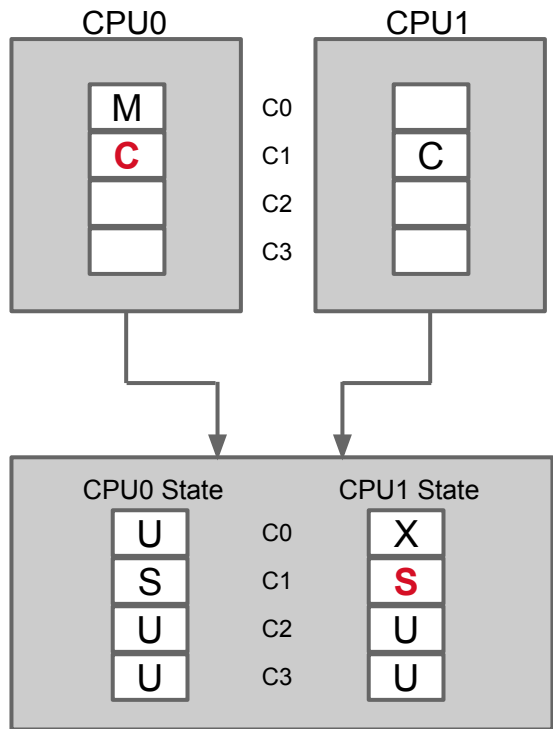 CPU0 CPU1
M C0
C C1 C
C2
C3
CPU0 State CPU1 State
U C0 X
S C1 S
U C2 U
U C3 U